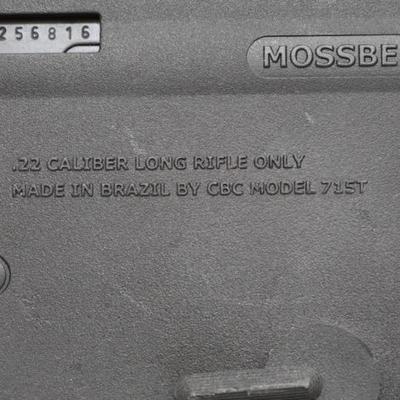 256816
MOSSBE
.22 CALIBER LONG RIFLE ONLY
MADE IN BRAZIL BY CBC MODEL 715T